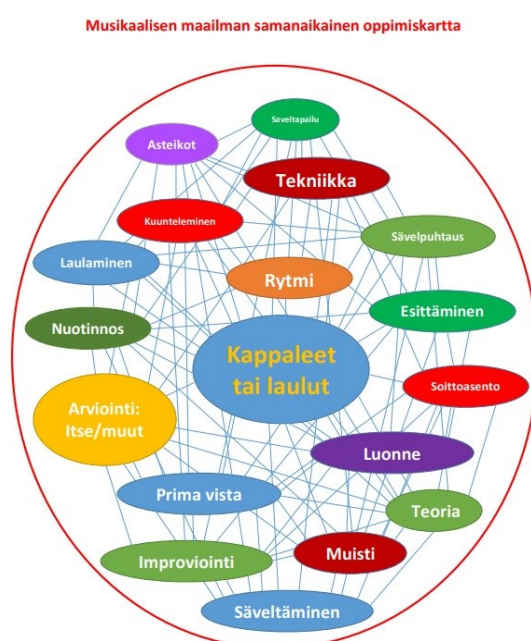 Musikaalisen maailman samanaikainen oppimiskartta
Saveltapailu
Asteikot
Tekniikka
Kuunteleminen
Sävelpuhtaus
Laulaminen
Rytmi
Esittäminen
Nuotinnos
Kappaleet
tai laulut
Soittoasento
Arviointi:
Itse/muut
Luonne
Prima vista
Teoria
Muisti
Improviointi
Säveltäminen